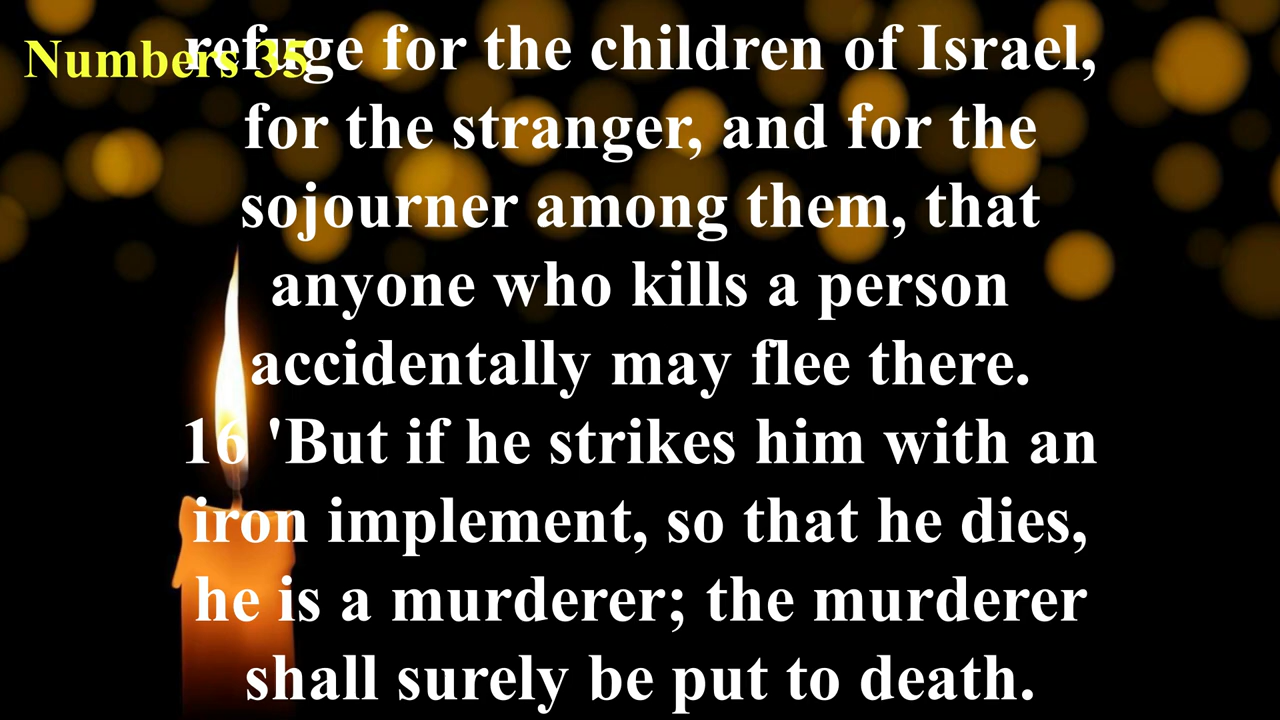 Numbers 35
refuge for the children of Israel,
for the stranger, and for the
sojourner among them, that
anyone who kills a person
accidentally may flee there.
16 'But if he strikes him with an
iron implement, so that he dies,
he is a murderer; the murderer
shall surely be put to death.